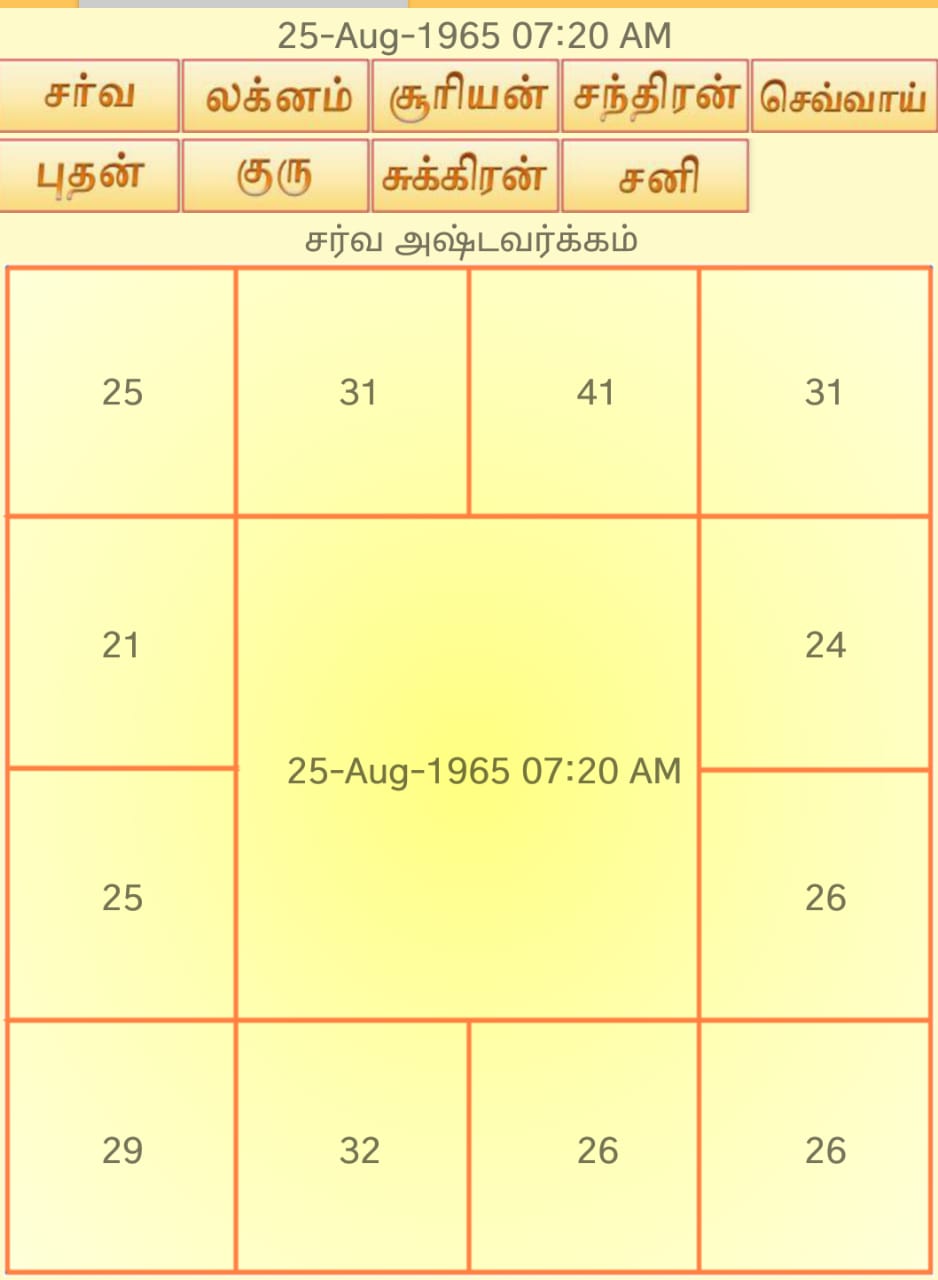 25-Aug-1965 07:20 AM
சர்வ லக்னம் சூரியன் சந்திரன் செவ்வாய்
புதன் குரு சுக்கிரன் சனி
சர்வ அஷ்டவர்க்கம்
25 31 41 31
21 24
25-Aug-1965 07:20 AM
25 26
29 32 26 26